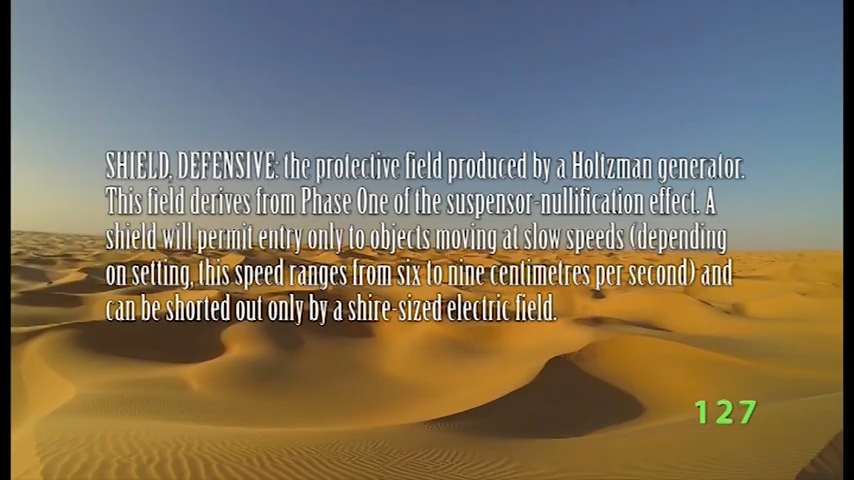 SHIELD, DEFENSIVE: the protective field produced by a Holtzman generator.
This field derives from Phase One of the suspensor-nullification effect. A
shield will permit entry only to objects moving at slow speeds (depending
on setting, this speed ranges from six to nine centimetres per second) and
can be shorted out only by a shire-sized electric field.
127